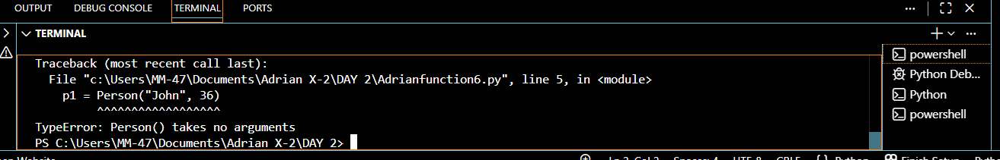 OUTPUT DEBUG CONSOLE TERMINAL PORTS
TERMINAL
Traceback (most recent call last):
File "c:\Users\MM-47\Documents\Adrian X-2\DAY 2\Adrianfunction6.py", line 5, in <module>
p1 = Person("John", 36)
^^^^^^^^^^^^^^^^^^
TypeError: Person() takes no arguments
PS C:\Users\MM-47\Documents\Adrian X-2\DAY 2>
powershell
Python Deb...
Python
powershell